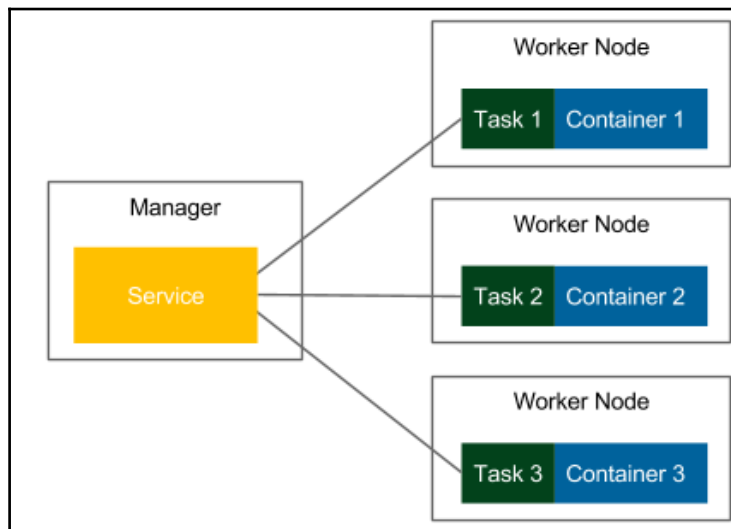 Manager
Service
Worker Node
Task 1 Container 1
Worker Node
Task 2 Container 2
Worker Node
Task 3 Container 3